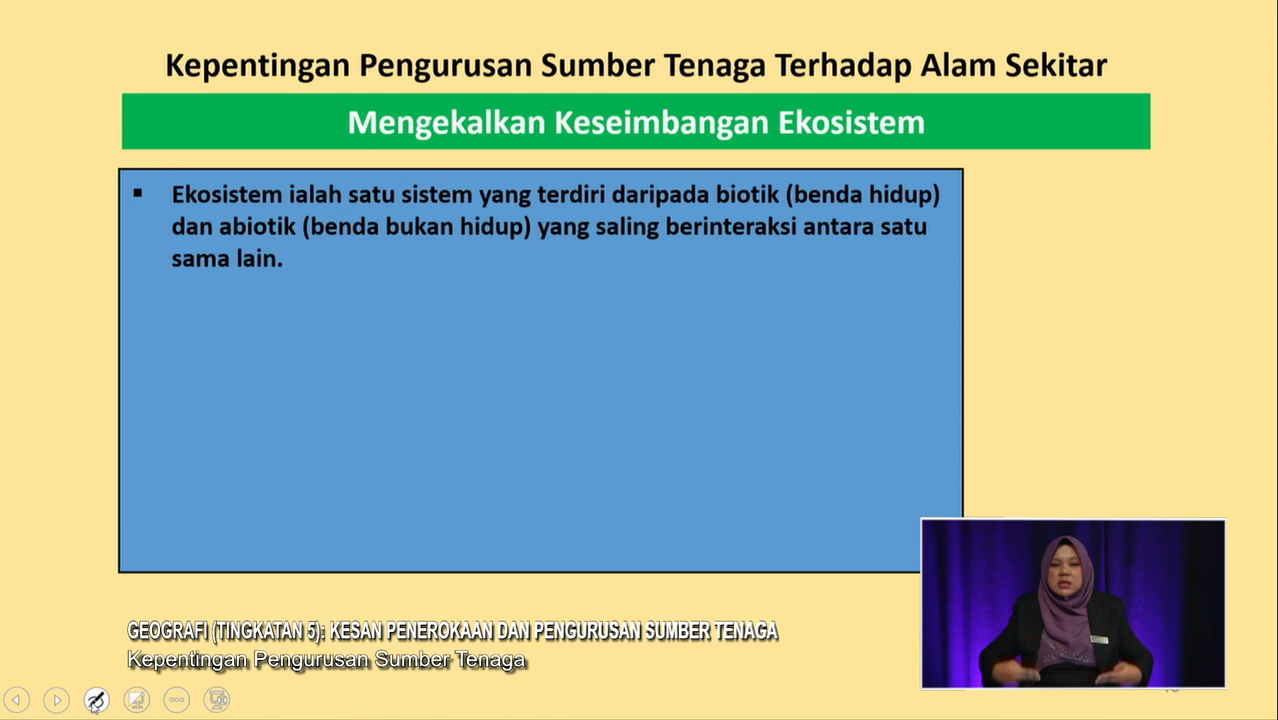 Kepentingan Pengurusan Sumber Tenaga Terhadap Alam Sekitar
Mengekalkan Keseimbangan Ekosistem
▪ Ekosistem ialah satu sistem yang terdiri daripada biotik (benda hidup)
dan abiotik (benda bukan hidup) yang saling berinteraksi antara satu
sama lain.
GEOGRAFI (TINGKATAN 5): KESAN PENEROKAAN DAN PENGURUSAN SUMBER TENAGA
Kepentingan Pengurusan Sumber Tenaga